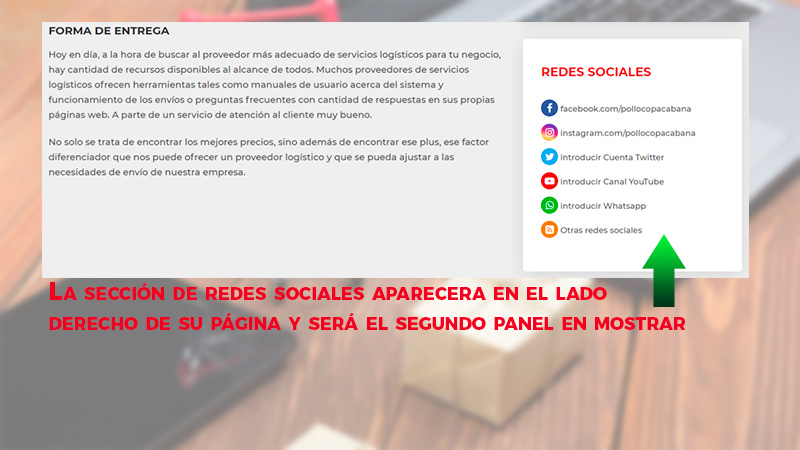 FORMA DE ENTREGA
Hoy en día, a la hora de buscar al proveedor más adecuado de servicios logísticos para tu negocio,
hay cantidad de recursos disponibles al alcance de todos. Muchos proveedores de servicios
logísticos ofrecen herramientas tales como manuales de usuario acerca del sistema y
funcionamiento de los envíos o preguntas frecuentes con cantidad de respuestas en sus propias
páginas web. A parte de un servicio de atención al cliente muy bueno.
No solo se trata de encontrar los mejores precios, sino además de encontrar ese plus, ese factor
diferenciador que nos puede ofrecer un proveedor logístico y que se pueda ajustar a las
necesidades de envío de nuestra empresa.
REDES SOCIALES
facebook.com/pollocopacabana
instagram.com/pollocopacabana
introducir Cuenta Twitter
introducir Canal YouTube
introducir Whatsapp
Otras redes sociales
La sección de redes sociales aparecera en el lado
derecho de su página y será el segundo panel en mostrar